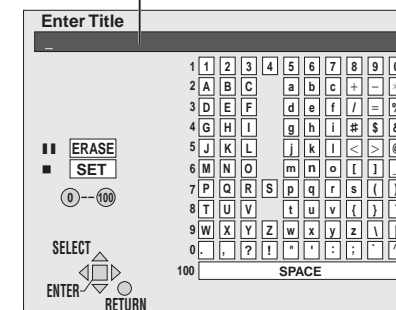 Enter Title
_
1 1 2 3 4 5 6 7 8 9
2 A B C a b c + −
3 D E F d e f / =
4 G H I g h i # $
5 J K L j k l < >
6 M N O m n o [ ]
7 P Q R S p q r s ( )
8 T U V t u v { }
9 W X Y Z w x y z \
0 . , ? ! " ' : ;
100 SPACE
ERASE
SET
0 -- 100
SELECT
ENTER
RETURN